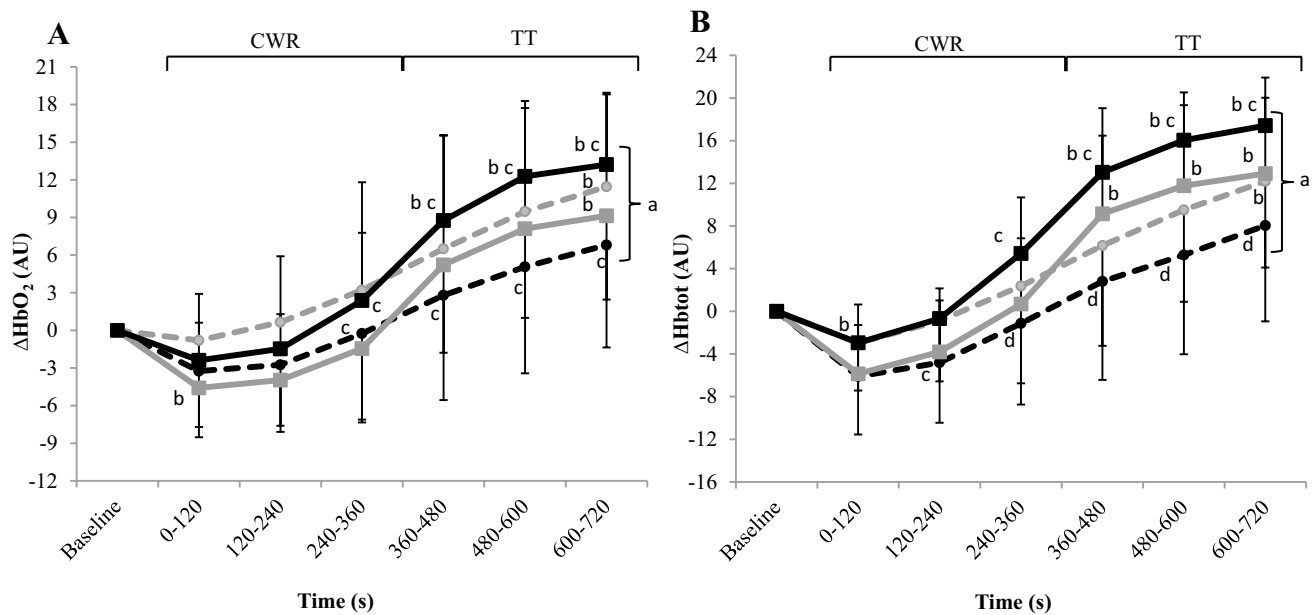 A
CWR
TT
21
18
15
12
9
6
3
0
-3
-6
-9
-12
ΔHbO₂ (AU)
b
c
c
b c
c
b c
b
c
b c
b
b
c
a
Baseline
0-120
120-240
240-360
360-480
480-600
600-720
Time (s)
B
CWR
TT
24
20
16
12
8
4
0
-4
-8
-12
-16
ΔHbtot (AU)
b
c
c
d
b c
b
d
b c
b
d
b c
b
b
d
a
Baseline
0-120
120-240
240-360
360-480
480-600
600-720
Time (s)